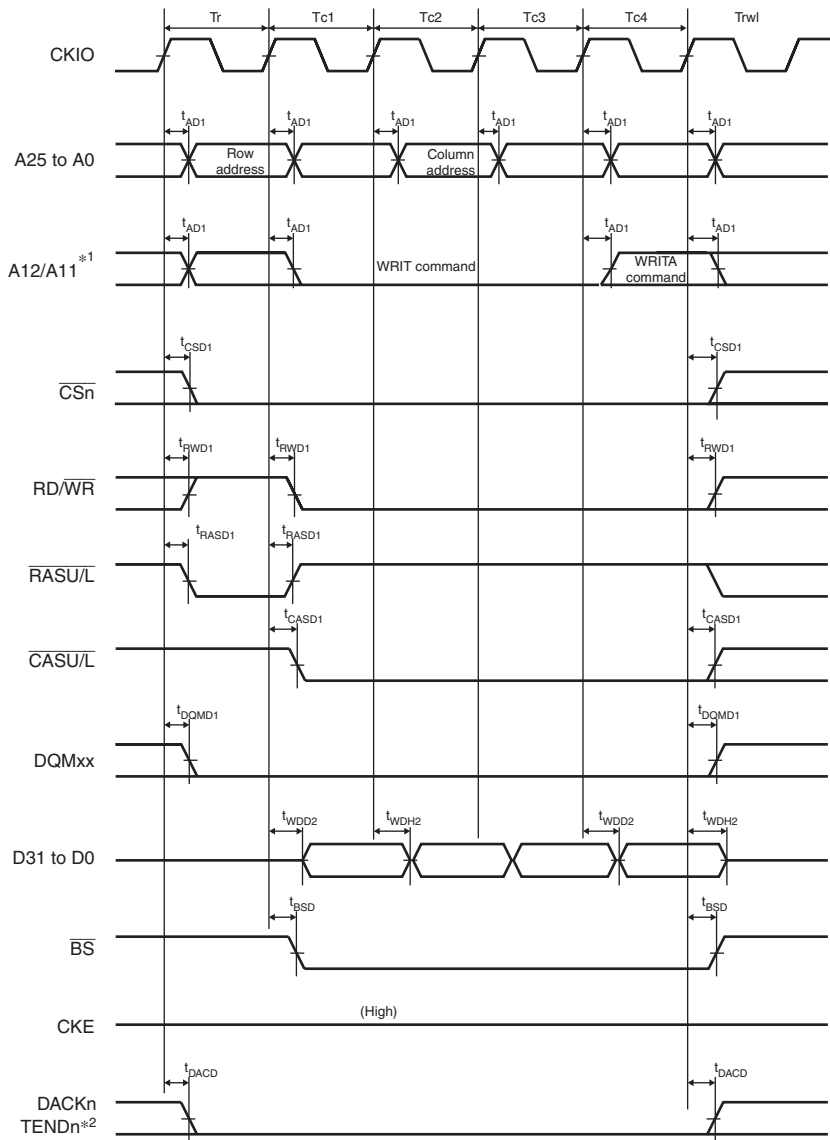 Tr Tc1 Tc2 Tc3 Tc4 Trwl
CKIO
tAD1 tAD1 tAD1 tAD1 tAD1 tAD1
A25 to A0
Row
address
Column
address
tAD1 tAD1 tAD1 tAD1
A12/A11*1
WRIT command
WRITA
command
tCSD1 tCSD1
CSn
tRWD1 tRWD1 tRWD1
RD/WR
tRASD1 tRASD1
RASU/L
tCASD1 tCASD1
CASU/L
tDQMD1 tDQMD1
DQMxx
tWDD2 tWDH2 tWDD2 tWDH2
D31 to D0
tBSD tBSD
BS
(High)
CKE
tDACD tDACD
DACKn
TENDn*2